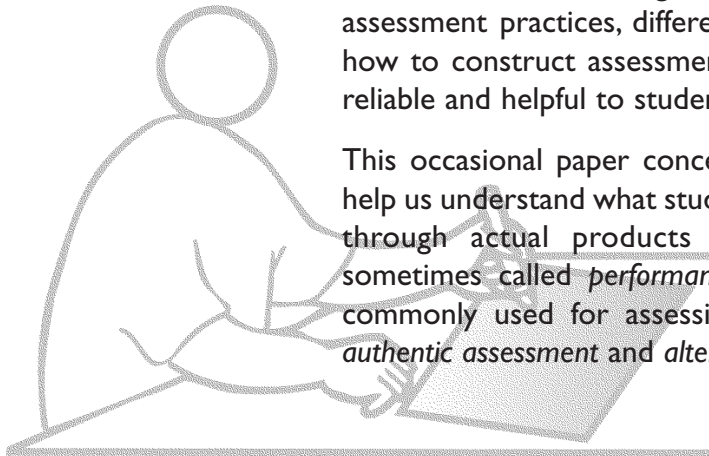 assessment practices, differe
how to construct assessmen
reliable and helpful to studen
This occasional paper conce
help us understand what stud
through actual products
sometimes called performan
commonly used for assessi
authentic assessment and alte